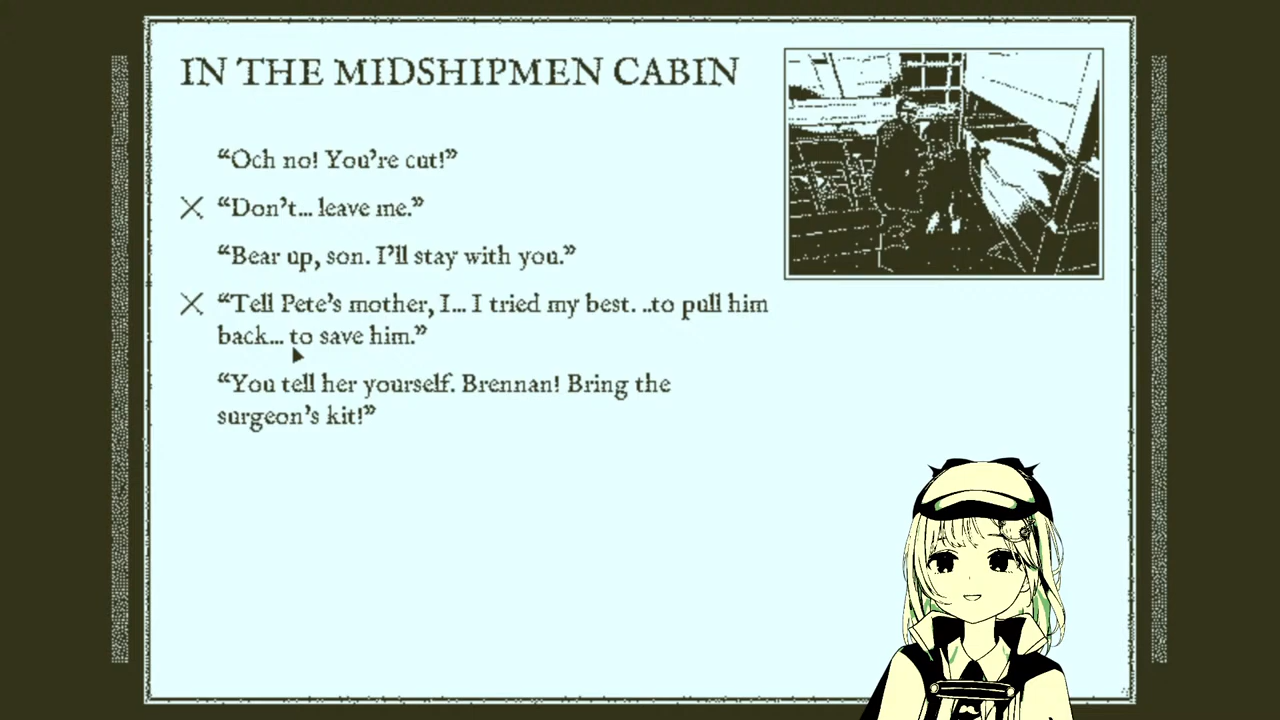 IN THE MIDSHIPMEN CABIN
“Och no! You’re cut!”
“Don’t... leave me.”
“Bear up, son. I’ll stay with you.”
“Tell Pete’s mother, I... I tried my best. ..to pull him
back... to save him.”
“You tell her yourself. Brennan! Bring the
surgeon’s kit!”